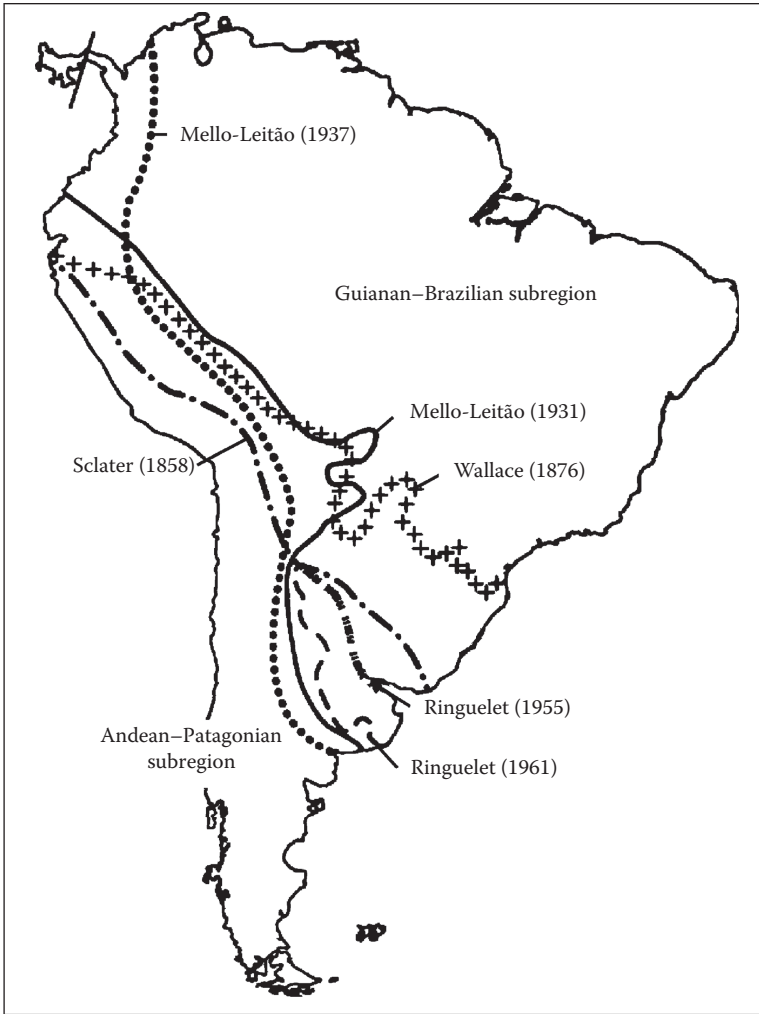 Mello-Leitão (1937)
Guianan–Brazilian subregion
Mello-Leitão (1931)
Sclater (1858)
Wallace (1876)
Ringuelet (1955)
Andean–Patagonian
subregion
Ringuelet (1961)